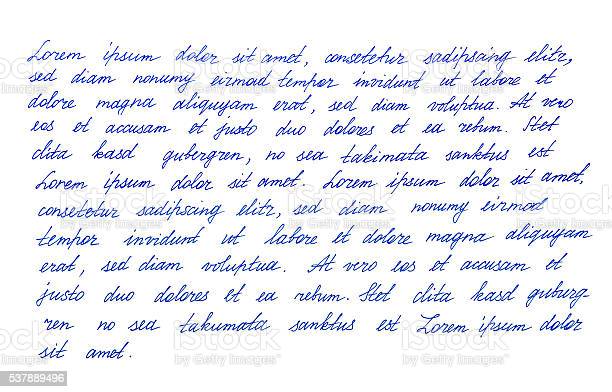 Lorem ipsum dolor sit amet, consetetur sadipscing elitr,
sed diam nonumy eirmod tempor invidunt ut labore et
dolore magna aliquyam erat, sed diam voluptua. At vero
eos et accusam et justo duo dolores et ea rebum. Stet
clita kasd gubergren, no sea takimata sanktus est
Lorem ipsum dolor sit amet. Lorem ipsum dolor sit amet,
consetetur sadipscing elitr, sed diam nonumy eirmod
tempor invidunt ut labore et dolore magna aliquyam
erat, sed diam voluptua. At vero eos et accusam et
justo duo dolores et ea rebum. Stet clita kasd guburg-
ren no sea takumata sanktus est Lorem ipsum dolor
sit amet.
iStock
by Getty Images
537889496